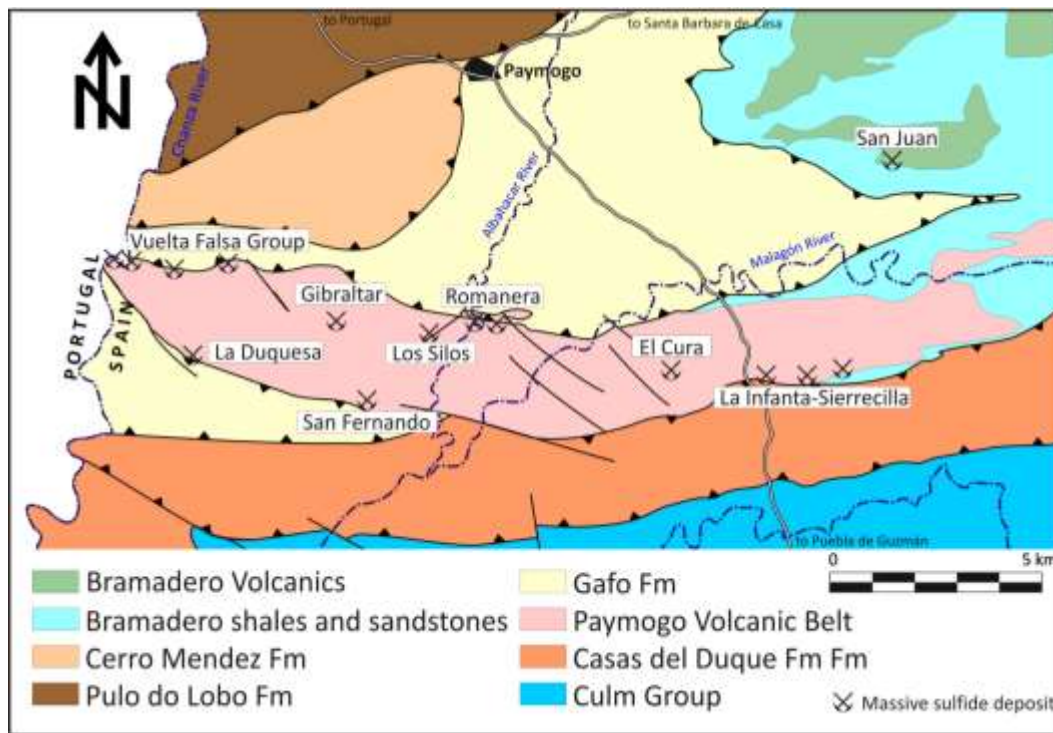 to Portugal
to Santa Barbara de Casa
N
Paymogo
Chanza River
San Juan
Albahacar River
Malagón River
Vuelta Falsa Group
PORTUGAL
SPAIN
Gibraltar
Romanera
La Duquesa
Los Silos
El Cura
San Fernando
La Infanta-Sierrecilla
to Puebla de Guzmán
0 5 km
Bramadero Volcanics
Bramadero shales and sandstones
Cerro Mendez Fm
Pulo do Lobo Fm
Gafo Fm
Paymogo Volcanic Belt
Casas del Duque Fm Fm
Culm Group
Massive sulfide deposit